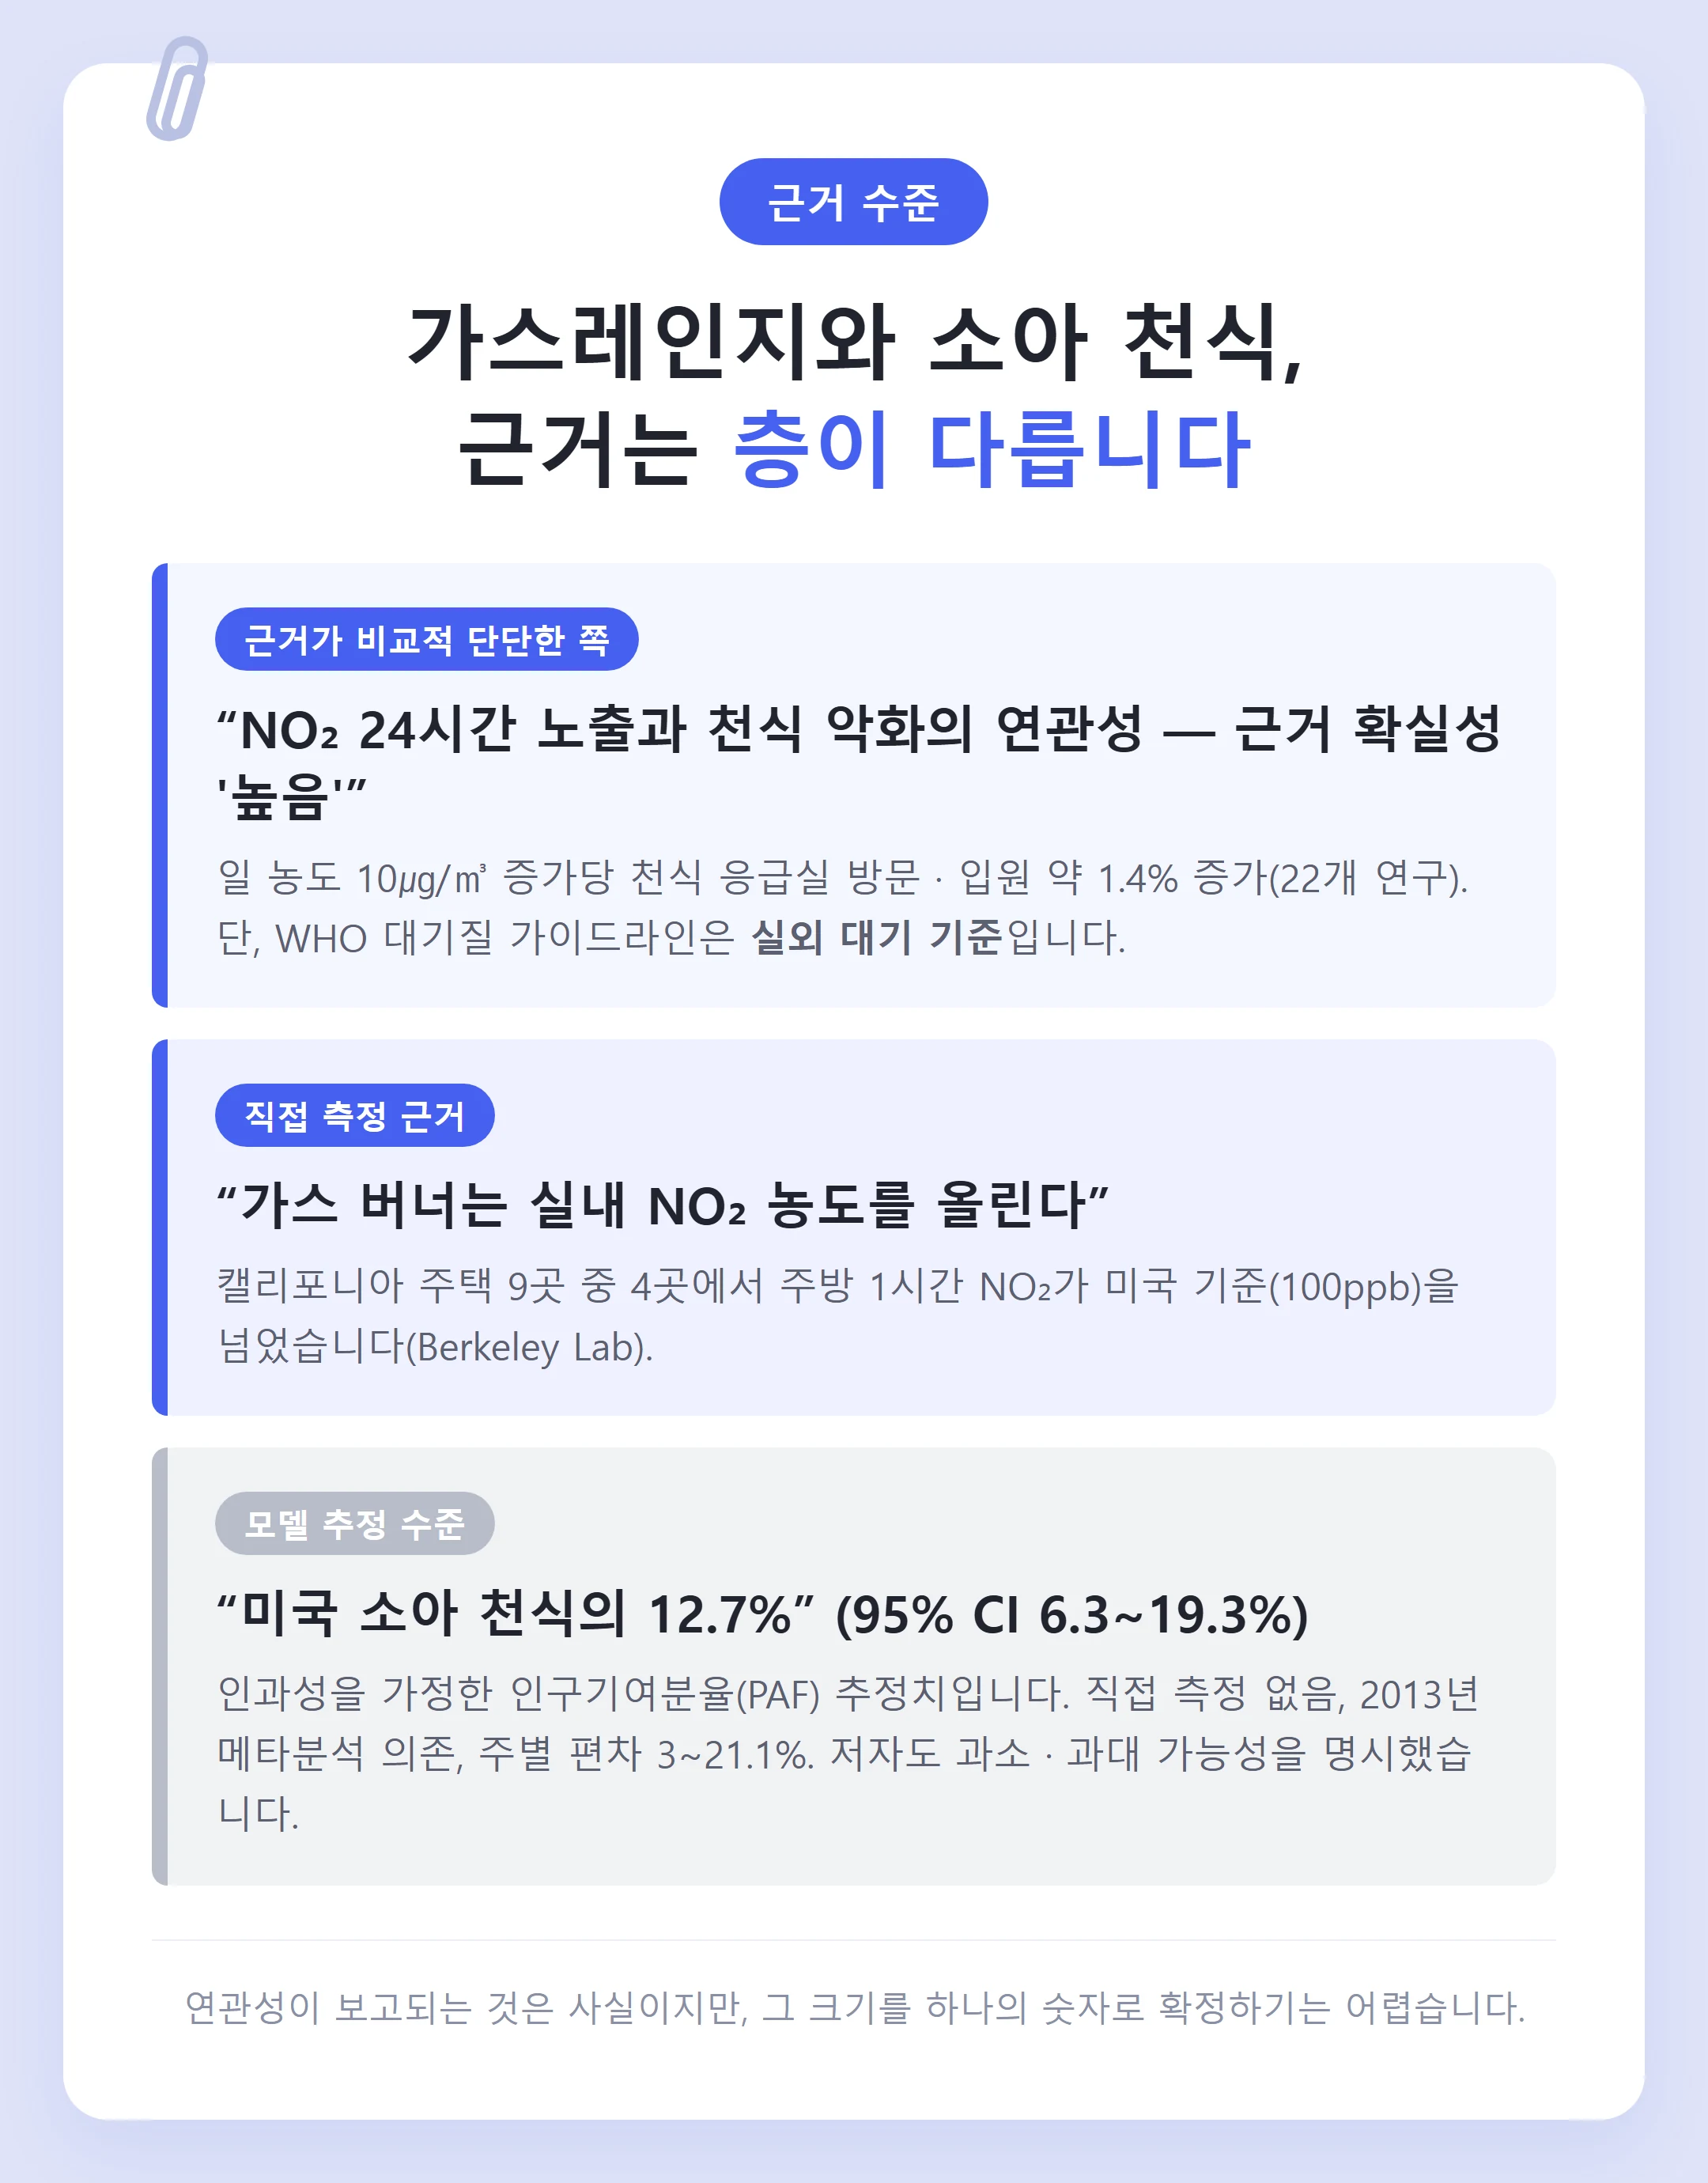 근거 수준
가스레인지와 소아 천식,
근거는 층이 다릅니다
근거가 비교적 단단한 쪽
“NO₂ 24시간 노출과 천식 악화의 연관성 — 근거 확실성
'높음'”
일 농도 10μg/㎥ 증가당 천식 응급실 방문 · 입원 약 1.4% 증가(22개 연구).
단, WHO 대기질 가이드라인은 실외 대기 기준입니다.
직접 측정 근거
“가스 버너는 실내 NO₂ 농도를 올린다”
캘리포니아 주택 9곳 중 4곳에서 주방 1시간 NO₂가 미국 기준(100ppb)을
넘었습니다(Berkeley Lab).
모델 추정 수준
“미국 소아 천식의 12.7%” (95% CI 6.3~19.3%)
인과성을 가정한 인구기여분율(PAF) 추정치입니다. 직접 측정 없음, 2013년
메타분석 의존, 주별 편차 3~21.1%. 저자도 과소 · 과대 가능성을 명시했습
니다.
연관성이 보고되는 것은 사실이지만, 그 크기를 하나의 숫자로 확정하기는 어렵습니다.